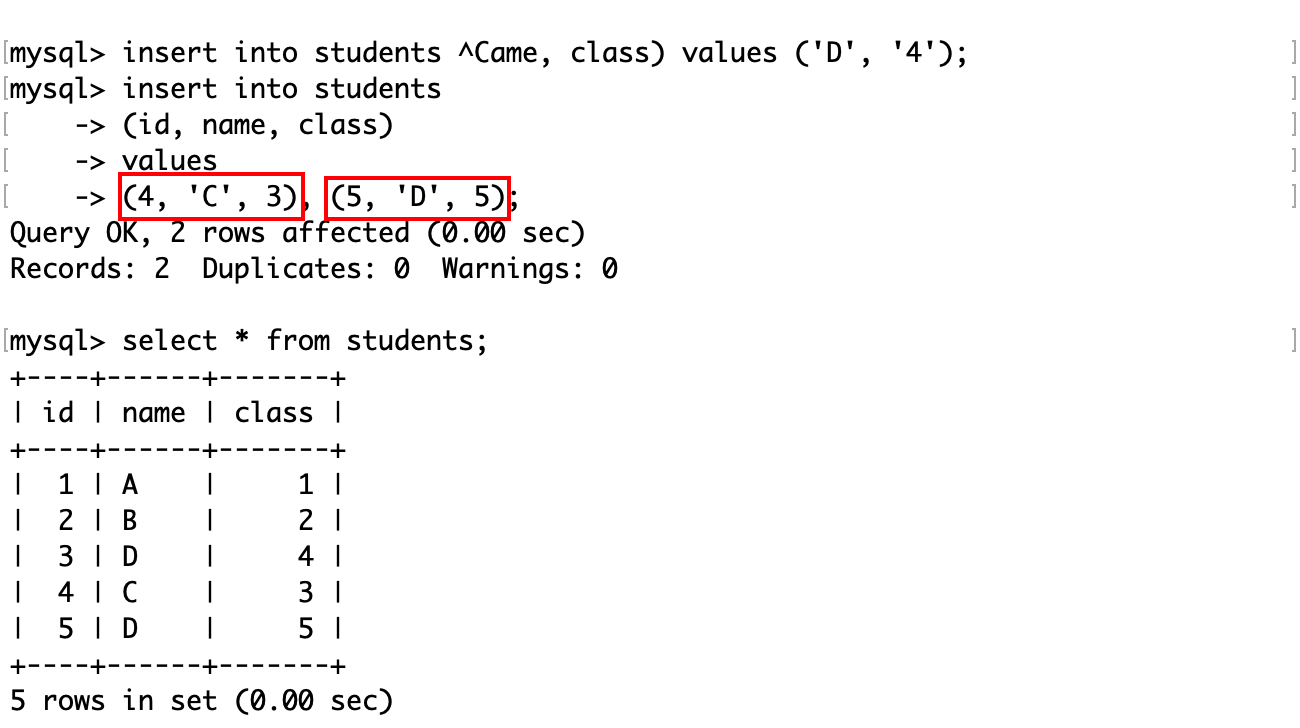 [mysql> insert into students ^Came, class) values ('D', '4'); ]
[mysql> insert into students ]
[    -> (id, name, class) ]
[    -> values ]
[    -> (4, 'C', 3), (5, 'D', 5); ]
Query OK, 2 rows affected (0.00 sec)
Records: 2  Duplicates: 0  Warnings: 0
[mysql> select * from students; ]
+----+------+-------+
| id | name | class |
+----+------+-------+
|  1 | A    |     1 |
|  2 | B    |     2 |
|  3 | D    |     4 |
|  4 | C    |     3 |
|  5 | D    |     5 |
+----+------+-------+
5 rows in set (0.00 sec)